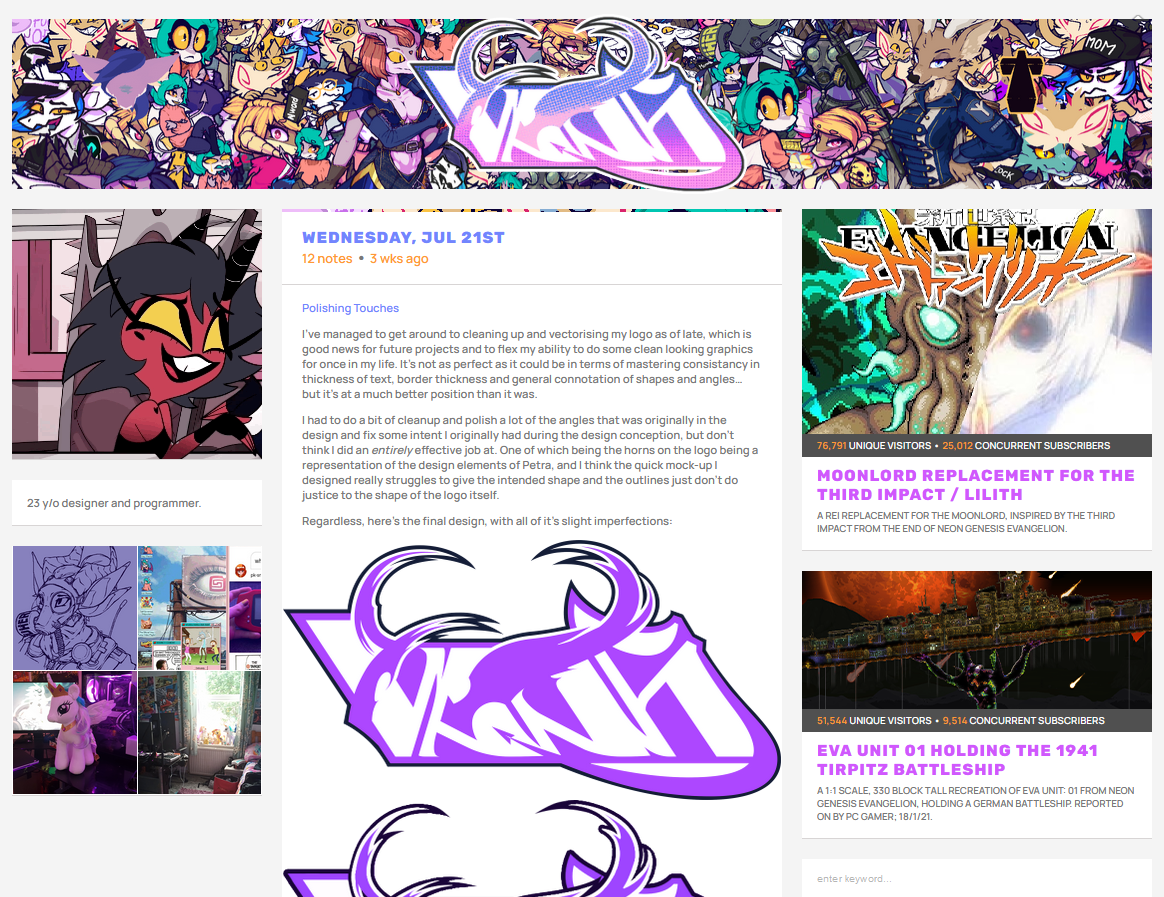 MOM
WEDNESDAY, JUL 21ST
12 notes • 3 wks ago
Polishing Touches
I've managed to get around to cleaning up and vectorising my logo as of late, which is
good news for future projects and to flex my ability to do some clean looking graphics
for once in my life. It's not as perfect as it could be in terms of mastering consistancy in
thickness of text, border thickness and general connotation of shapes and angles...
but it's at a much better position than it was.
I had to do a bit of cleanup and polish a lot of the angles that was originally in the
design and fix some intent I originally had during the design conception, but don't
think I did an entirely effective job at. One of which being the horns on the logo being a
representation of the design elements of Petra, and I think the quick mock-up I
designed really struggles to give the intended shape and the outlines just don't do
justice to the shape of the logo itself.
Regardless, here's the final design, with all of it's slight imperfections:
23 y/o designer and programmer.
EVANGELION
エヴァンゲリオン
76,791 UNIQUE VISITORS • 25,012 CONCURRENT SUBSCRIBERS
MOONLORD REPLACEMENT FOR THE
THIRD IMPACT / LILITH
A REI REPLACEMENT FOR THE MOONLORD, INSPIRED BY THE THIRD
IMPACT FROM THE END OF NEON GENESIS EVANGELION.
51,544 UNIQUE VISITORS • 9,514 CONCURRENT SUBSCRIBERS
EVA UNIT 01 HOLDING THE 1941
TIRPITZ BATTLESHIP
A 1:1 SCALE, 330 BLOCK TALL RECREATION OF EVA UNIT: 01 FROM NEON
GENESIS EVANGELION, HOLDING A GERMAN BATTLESHIP. REPORTED
ON BY PC GAMER; 18/1/21.
enter keyword...